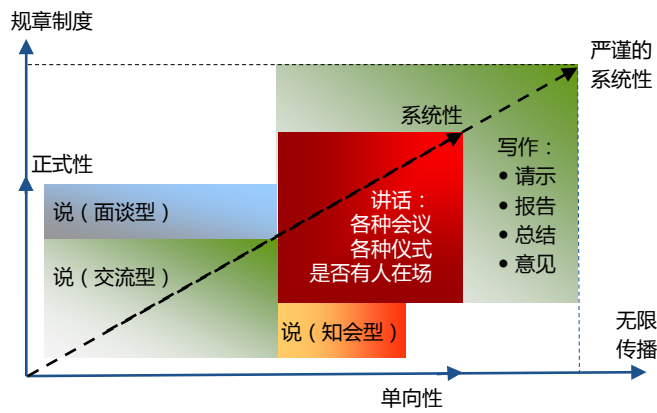 规章制度
严谨的
系统性
系统性
正式性
写作：
• 请示
• 报告
• 总结
• 意见
讲话：
各种会议
各种仪式
是否有人在场
说（面谈型）
说（交流型）
说（知会型）
无限
传播
单向性